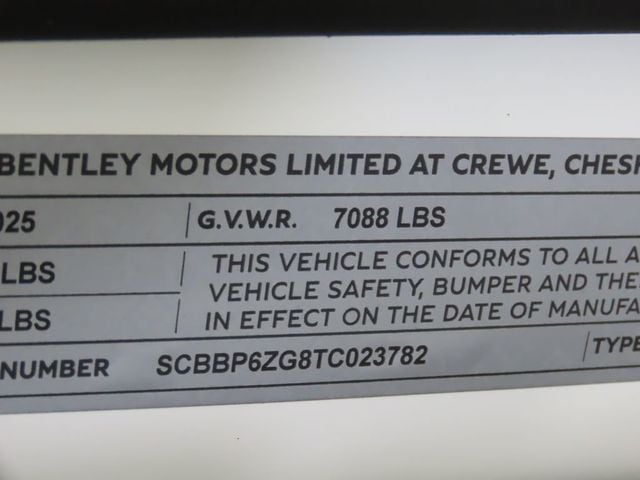 BENTLEY MOTORS LIMITED AT CREWE, CHESH
025 G.V.W.R. 7088 LBS
LBS THIS VEHICLE CONFORMS TO ALL A
VEHICLE SAFETY, BUMPER AND THE
LBS IN EFFECT ON THE DATE OF MANUFA
NUMBER SCBBP6ZG8TC023782 TYPE